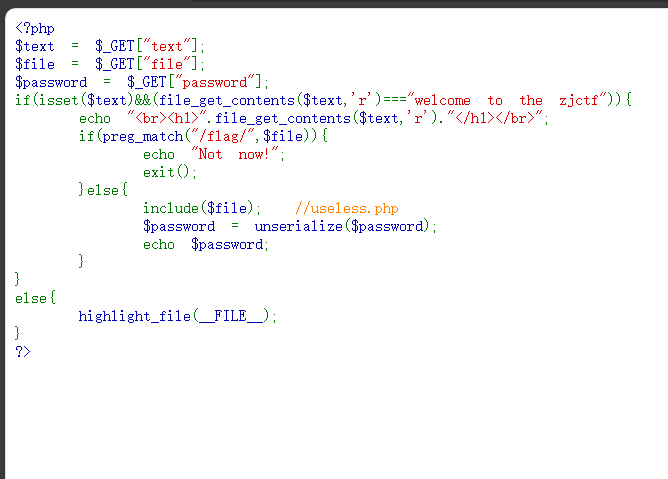 <?php
$text = $_GET["text"];
$file = $_GET["file"];
$password = $_GET["password"];
if(isset($text)&&(file_get_contents($text,'r')==="welcome to the zjctf")){
echo "<br><h1>".file_get_contents($text,'r')."</h1></br>";
if(preg_match("/flag/",$file)){
echo "Not now!";
exit();
}else{
include($file); //useless.php
$password = unserialize($password);
echo $password;
}
}
else{
highlight_file(__FILE__);
}
?>